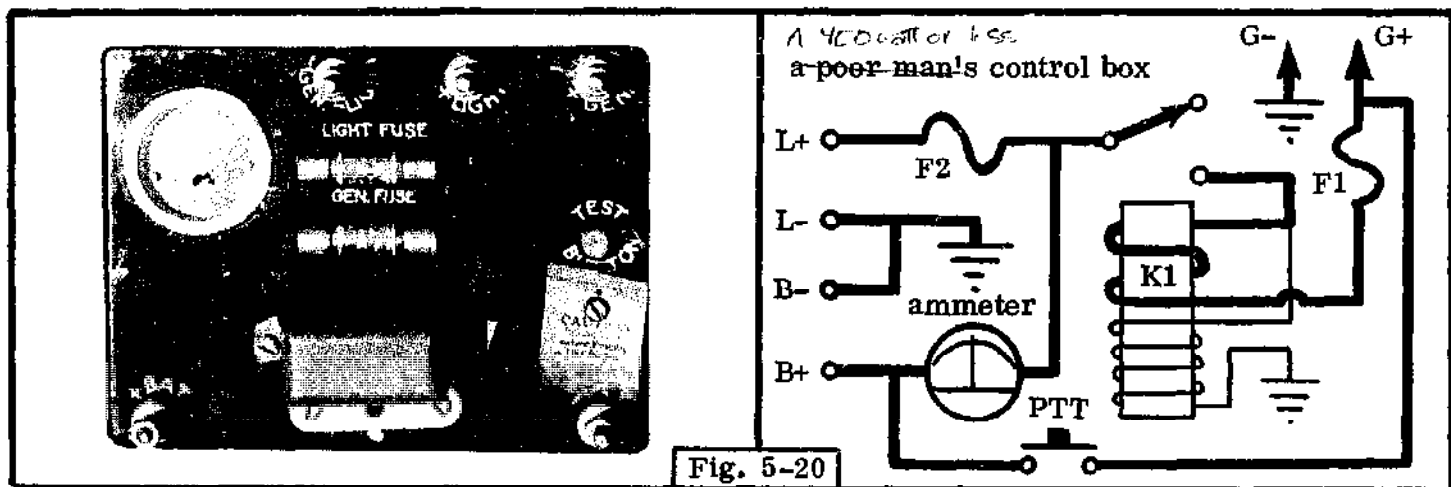 A 400 watt or less
a poor man's control box
G-
G+
L+
F2
F1
L-
K1
B-
ammeter
B+
PTT
LIGHT FUSE
GEN. FUSE
TEST
BUTTON
Fig. 5-20